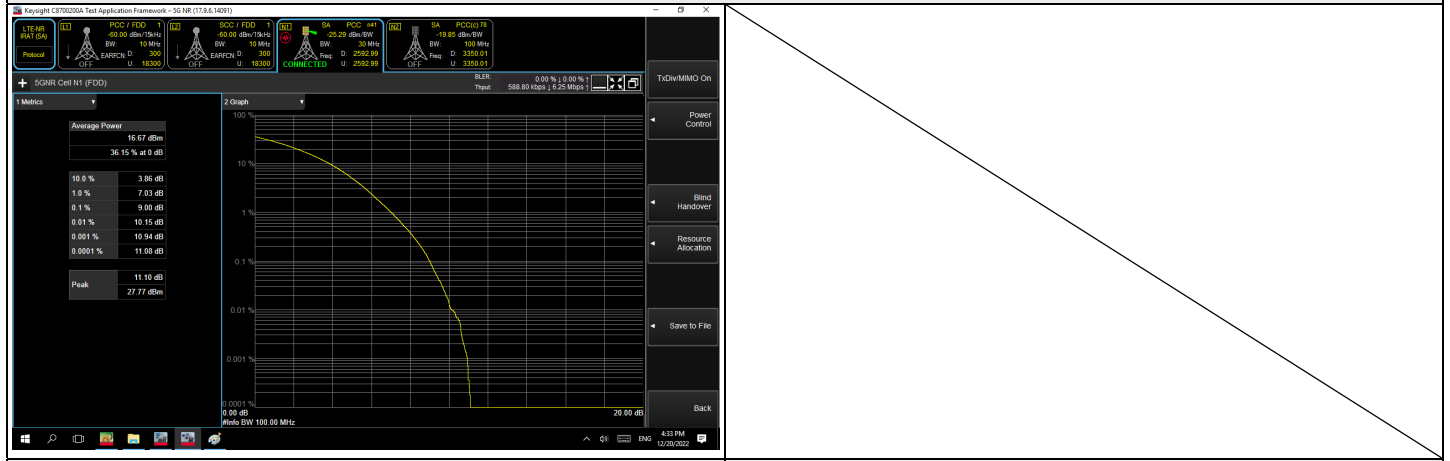 Keysight C8700200A Test Application Framework – 5G NR (17.9.6.14091)
LTE-NR
IRAT (SA)
Protocol
L1 PCC / FDD 1
-60.00 dBm/15kHz
BW: 10 MHz
EARFCN D: 300
U: 18300
OFF
L2 SCC / FDD 1
-60.00 dBm/15kHz
BW: 10 MHz
EARFCN D: 300
U: 18300
OFF
N1 SA PCC n41
-25.29 dBm/BW
BW: 30 MHz
Freq: D: 2592.99
CONNECTED U: 2592.99
N2 SA PCC(c) 78
-19.85 dBm/BW
BW: 100 MHz
Freq: D: 3350.01
OFF U: 3350.01
5GNR Cell N1 (FDD)
BLER: 0.00 % ↓ 0.00 % ↑
Thput: 588.80 kbps ↓ 6.25 Mbps ↑
1 Metrics
Average Power
16.67 dBm
36.15 % at 0 dB
10.0 % 3.86 dB
1.0 % 7.03 dB
0.1 % 9.00 dB
0.01 % 10.15 dB
0.001 % 10.94 dB
0.0001 % 11.08 dB
Peak 11.10 dB
27.77 dBm
2 Graph
100 %
10 %
1 %
0.1 %
0.01 %
0.001 %
0.0001 %
0.00 dB 20.00 dB
#Info BW 100.00 MHz
TxDiv/MIMO On
Power
Control
Blind
Handover
Resource
Allocation
Save to File
Back
ENG
4:33 PM
12/20/2022